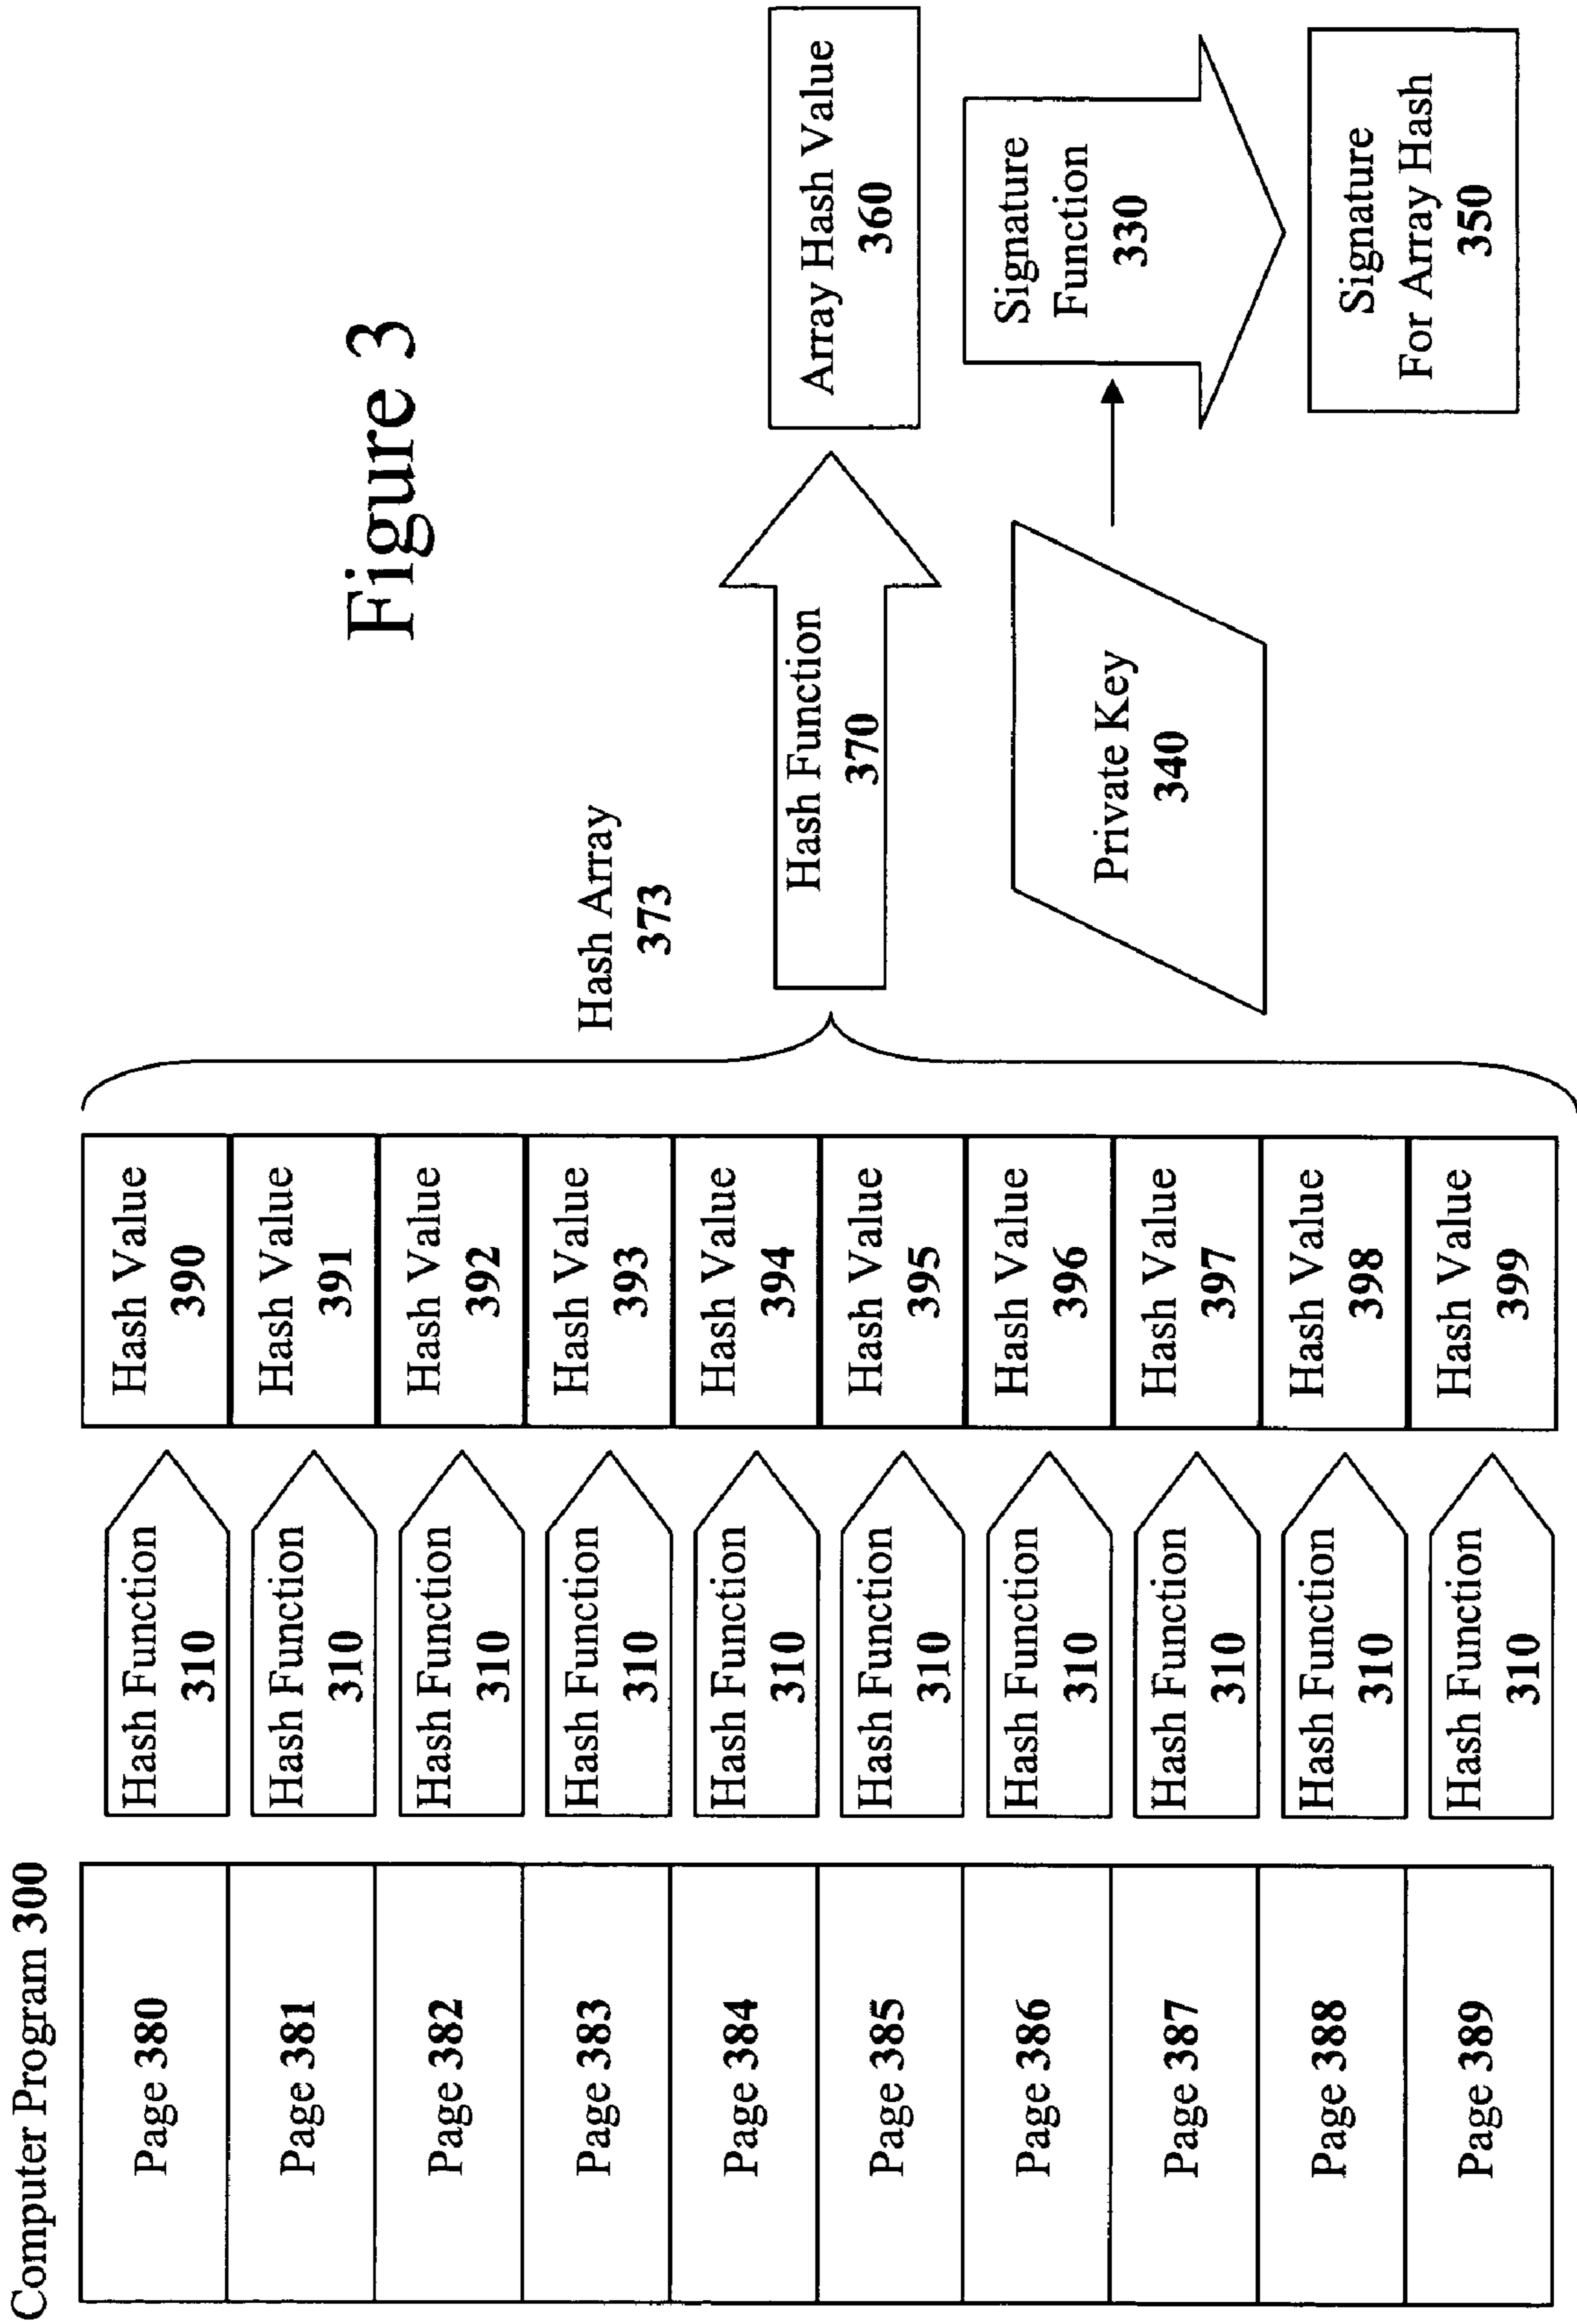 Figure 3
Computer Program 300
Page 380
Hash Function
310
Hash Value
390
Page 381
Hash Function
310
Hash Value
391
Page 382
Hash Function
310
Hash Value
392
Page 383
Hash Function
310
Hash Value
393
Page 384
Hash Function
310
Hash Value
394
Page 385
Hash Function
310
Hash Value
395
Page 386
Hash Function
310
Hash Value
396
Page 387
Hash Function
310
Hash Value
397
Page 388
Hash Function
310
Hash Value
398
Page 389
Hash Function
310
Hash Value
399
Hash Array
373
Hash Function
370
Array Hash Value
360
Private Key
340
Signature
Function
330
Signature
For Array Hash
350